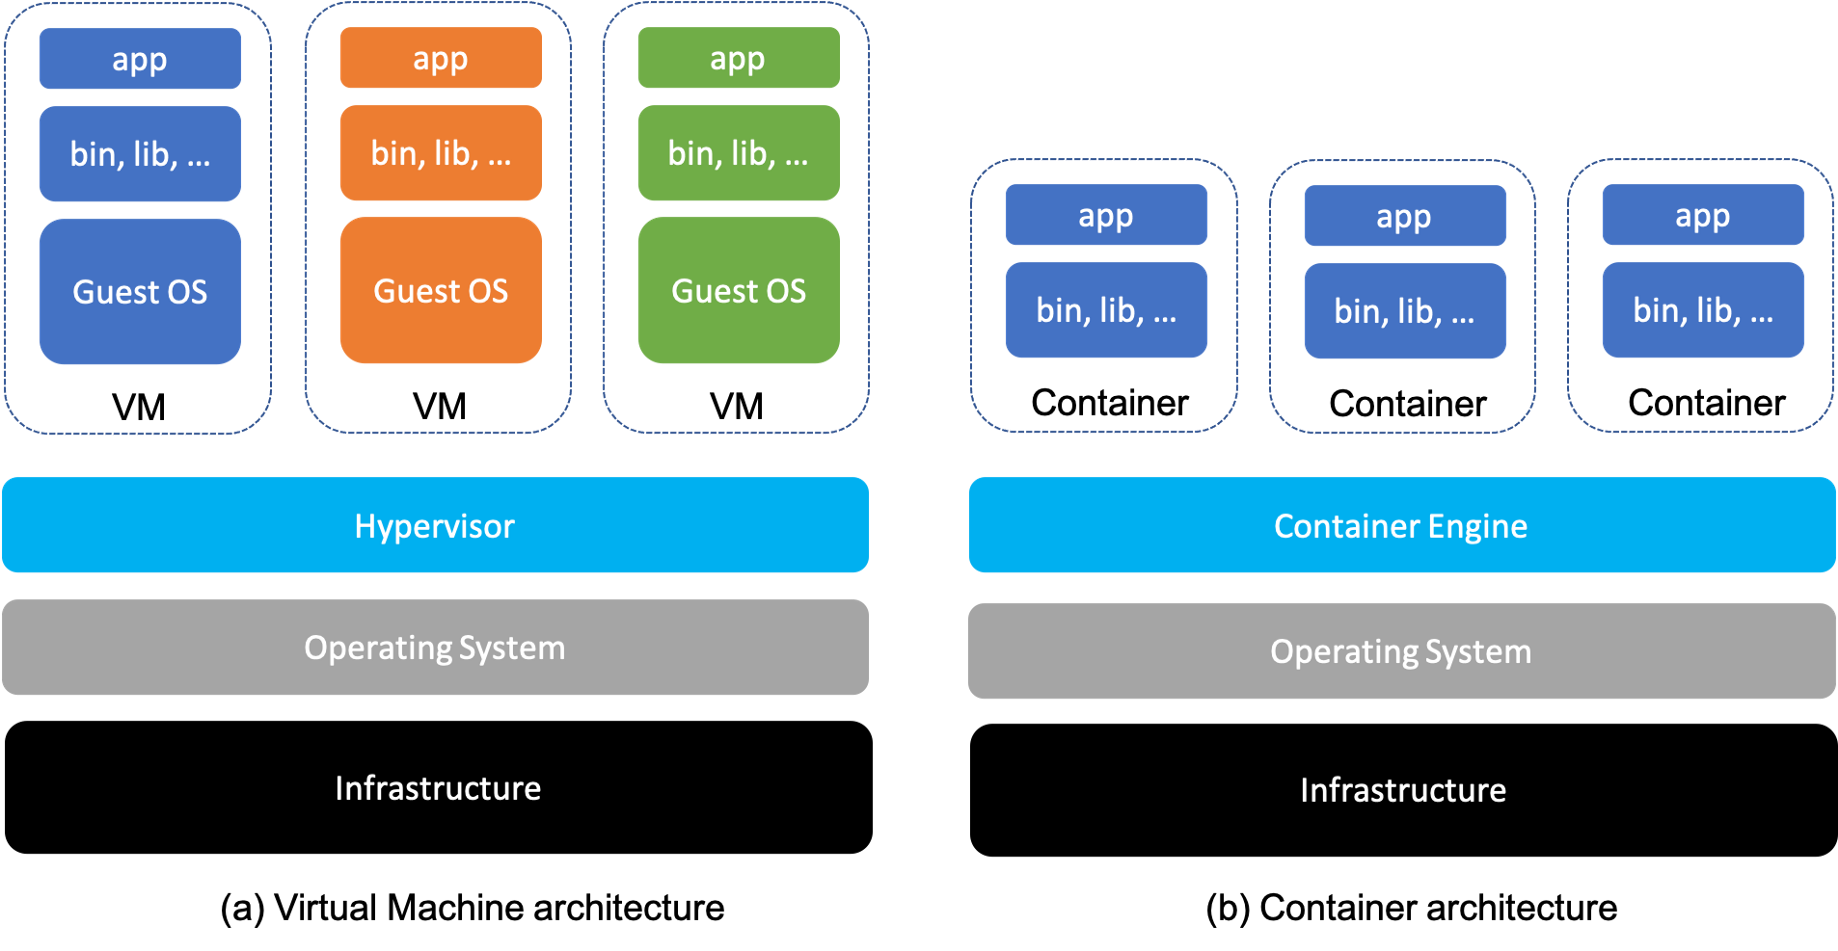 app
bin, lib, ...
Guest OS
VM
app
bin, lib, ...
Guest OS
VM
app
bin, lib, ...
Guest OS
VM
Hypervisor
Operating System
Infrastructure
(a) Virtual Machine architecture
app
bin, lib, ...
Container
app
bin, lib, ...
Container
app
bin, lib, ...
Container
Container Engine
Operating System
Infrastructure
(b) Container architecture